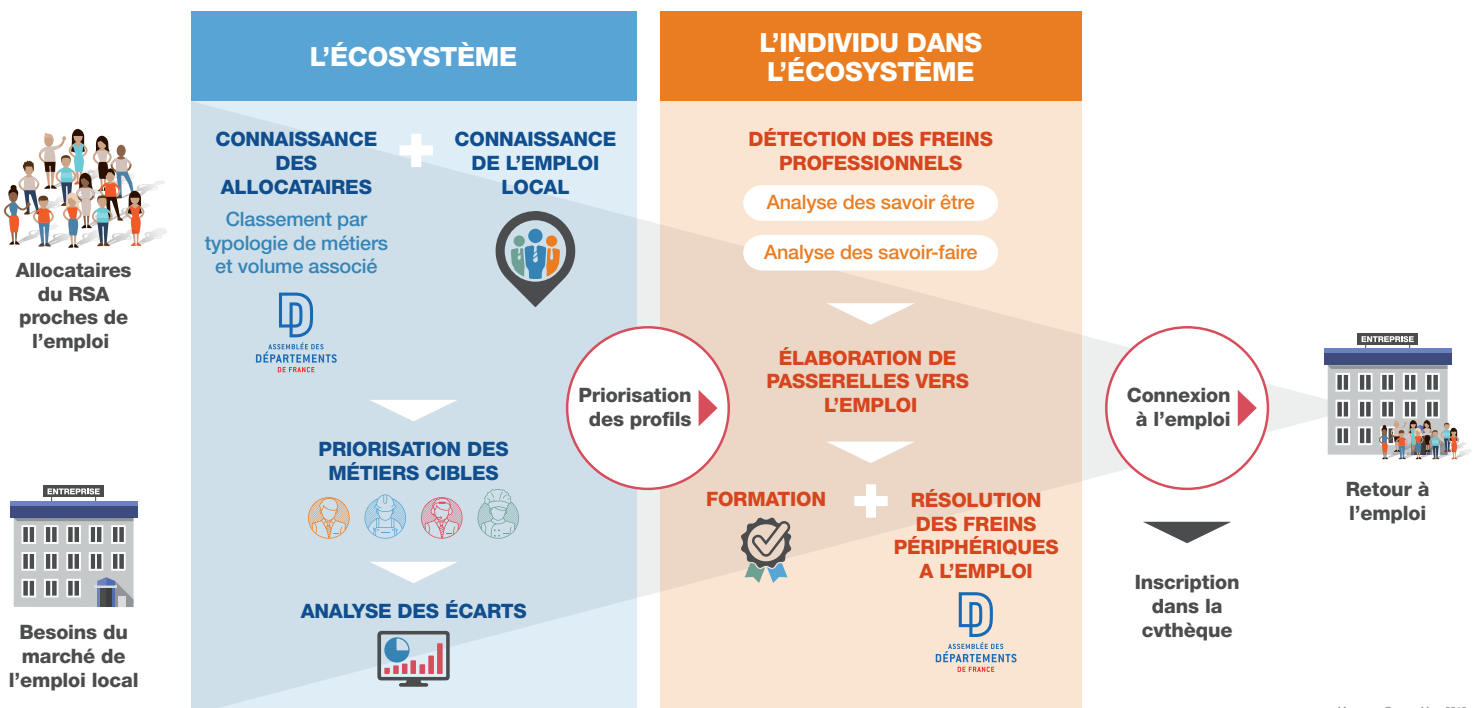 L'ÉCOSYSTÈME
L'INDIVIDU DANS
L'ÉCOSYSTÈME
Allocataires
du RSA
proches de
l'emploi
ENTREPRISE
Besoins du
marché de
l'emploi local
CONNAISSANCE
DES
ALLOCATAIRES
Classement par
typologie de métiers
et volume associé
ASSEMBLÉE DES
DÉPARTEMENTS
DE FRANCE
CONNAISSANCE
DE L'EMPLOI
LOCAL
PRIORISATION DES
MÉTIERS CIBLES
ANALYSE DES ÉCARTS
Priorisation
des profils
DÉTECTION DES FREINS
PROFESSIONNELS
Analyse des savoir être
Analyse des savoir-faire
ÉLABORATION DE
PASSERELLES VERS
L'EMPLOI
FORMATION
RÉSOLUTION
DES FREINS
PÉRIPHÉRIQUES
A L'EMPLOI
ASSEMBLÉE DES
DÉPARTEMENTS
DE FRANCE
Connexion
à l'emploi
Inscription
dans la
cvthèque
ENTREPRISE
Retour à
l'emploi